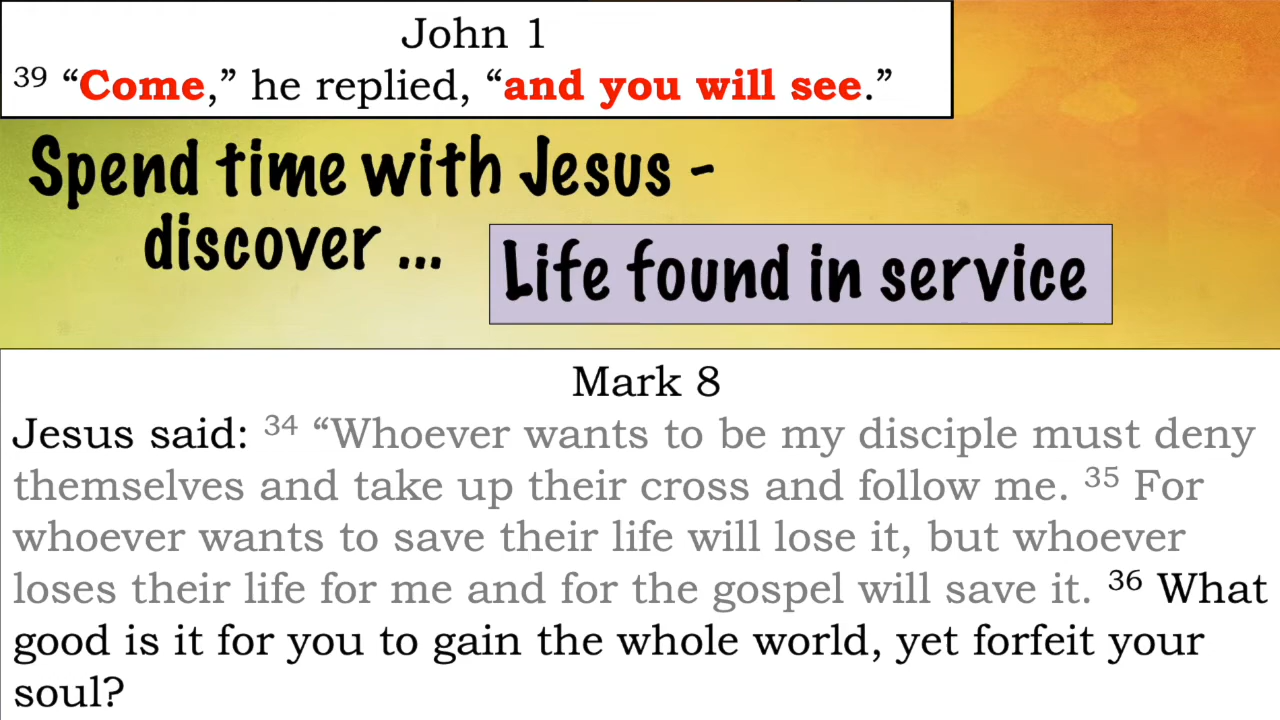 John 1
39 “Come,” he replied, “and you will see.”
Spend time with Jesus -
discover ...
Life found in service
Mark 8
Jesus said: 34 “Whoever wants to be my disciple must deny
themselves and take up their cross and follow me. 35 For
whoever wants to save their life will lose it, but whoever
loses their life for me and for the gospel will save it. 36 What
good is it for you to gain the whole world, yet forfeit your
soul?